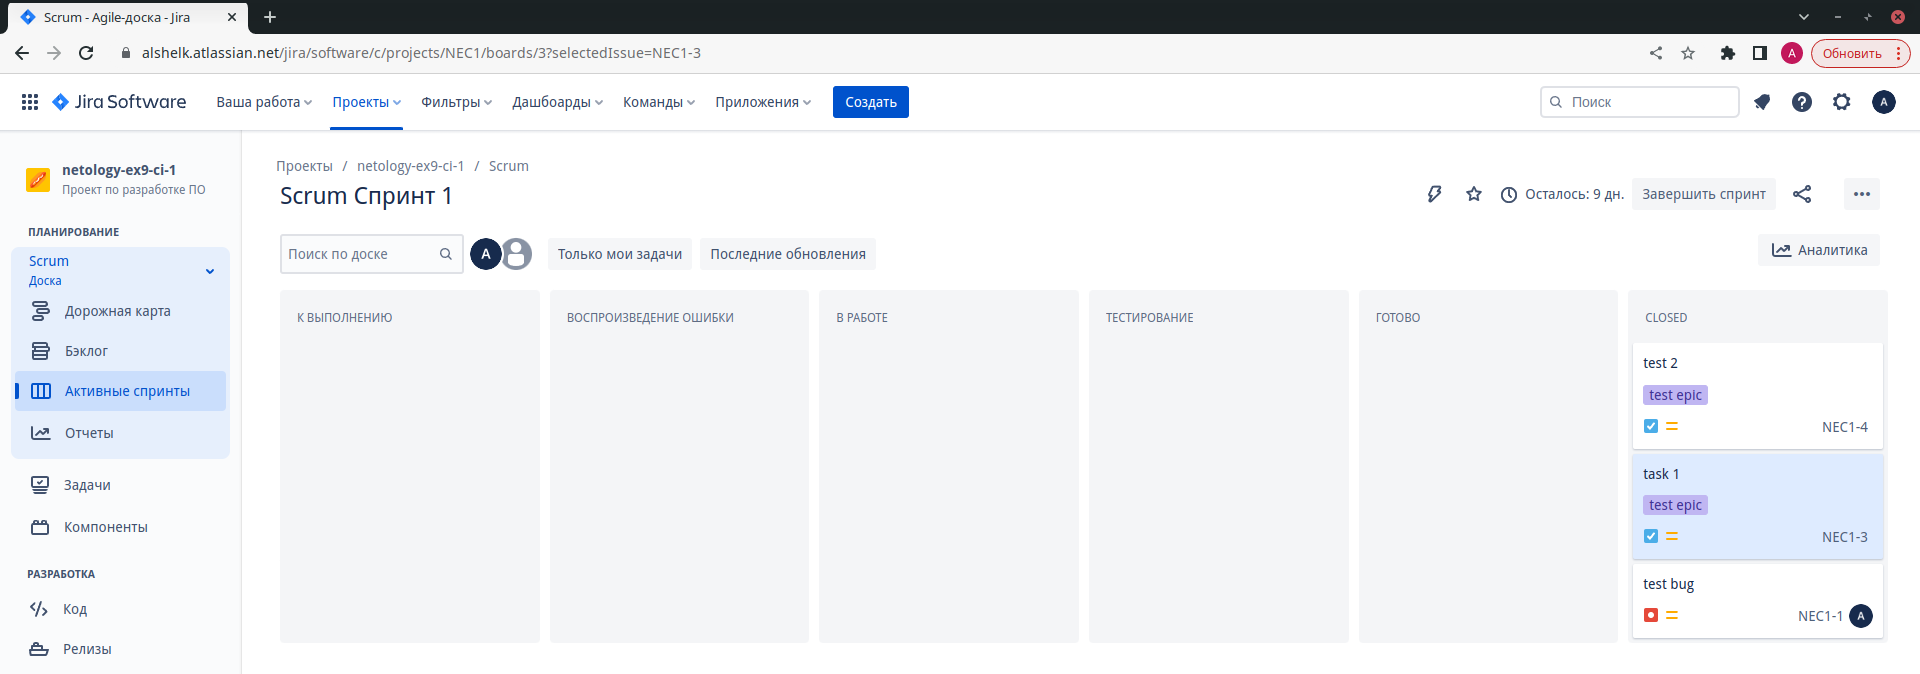 Scrum - Agile-доска - Jira
alshelk.atlassian.net/jira/software/c/projects/NEC1/boards/3?selectedIssue=NEC1-3
A
Обновить
Jira Software
Ваша работа
Проекты
Фильтры
Дашборды
Команды
Приложения
Создать
Поиск
A
netology-ex9-ci-1
Проект по разработке ПО
ПЛАНИРОВАНИЕ
Scrum
Доска
Дорожная карта
Бэклог
Активные спринты
Отчеты
Задачи
Компоненты
РАЗРАБОТКА
Код
Релизы
Проекты / netology-ex9-ci-1 / Scrum
Scrum Спринт 1
Осталось: 9 дн.
Завершить спринт
Поиск по доске
A
Только мои задачи
Последние обновления
Аналитика
К ВЫПОЛНЕНИЮ
ВОСПРОИЗВЕДЕНИЕ ОШИБКИ
В РАБОТЕ
ТЕСТИРОВАНИЕ
ГОТОВО
CLOSED
test 2
test epic
NEC1-4
task 1
test epic
NEC1-3
test bug
NEC1-1
A